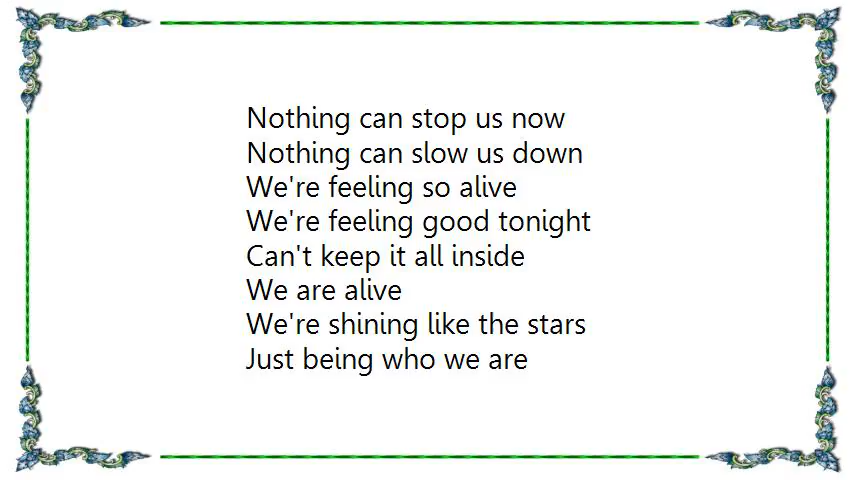 Nothing can stop us now
Nothing can slow us down
We're feeling so alive
We're feeling good tonight
Can't keep it all inside
We are alive
We're shining like the stars
Just being who we are